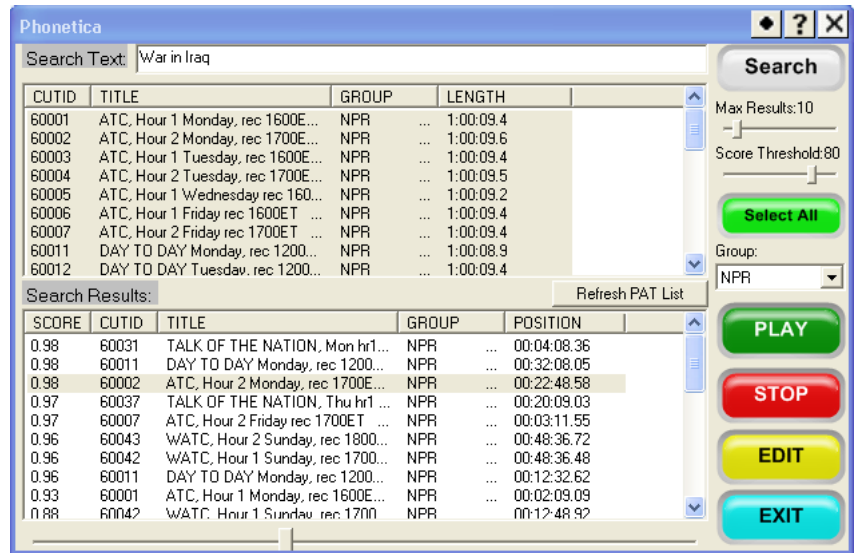 Phonetica
Search Text: War in Iraq
Search
CUTID TITLE GROUP LENGTH
60001 ATC, Hour 1 Monday, rec 1600E... NPR ... 1:00:09.4
60002 ATC, Hour 2 Monday, rec 1700E... NPR ... 1:00:09.6
60003 ATC, Hour 1 Tuesday, rec 1600E... NPR ... 1:00:09.4
60004 ATC, Hour 2 Tuesday, rec 1700E... NPR ... 1:00:09.5
60005 ATC, Hour 1 Wednesday rec 160... NPR ... 1:00:09.2
60006 ATC, Hour 1 Friday rec 1600ET ... NPR ... 1:00:09.4
60007 ATC, Hour 2 Friday rec 1700ET ... NPR ... 1:00:09.4
60011 DAY TO DAY Monday, rec 1200... NPR ... 1:00:08.9
60012 DAY TO DAY Tuesday, rec 1200... NPR ... 1:00:09.4
Max Results:10
Score Threshold:80
Select All
Group:
NPR
Search Results:
Refresh PAT List
SCORE CUTID TITLE GROUP POSITION
0.98 60031 TALK OF THE NATION, Mon hr1... NPR ... 00:04:08.36
0.98 60011 DAY TO DAY Monday, rec 1200... NPR ... 00:32:08.05
0.98 60002 ATC, Hour 2 Monday, rec 1700E... NPR ... 00:22:48.58
0.97 60037 TALK OF THE NATION, Thu hr1 ... NPR ... 00:20:09.03
0.97 60007 ATC, Hour 2 Friday rec 1700ET ... NPR ... 00:03:11.55
0.96 60043 WATC, Hour 2 Sunday, rec 1800... NPR ... 00:48:36.72
0.96 60042 WATC, Hour 1 Sunday, rec 1700... NPR ... 00:48:36.48
0.96 60011 DAY TO DAY Monday, rec 1200... NPR ... 00:12:32.62
0.93 60001 ATC, Hour 1 Monday, rec 1600E... NPR ... 00:02:09.09
0.88 60042 WATC, Hour 1 Sunday, rec 1700... NPR ... 00:12:48.92
PLAY
STOP
EDIT
EXIT